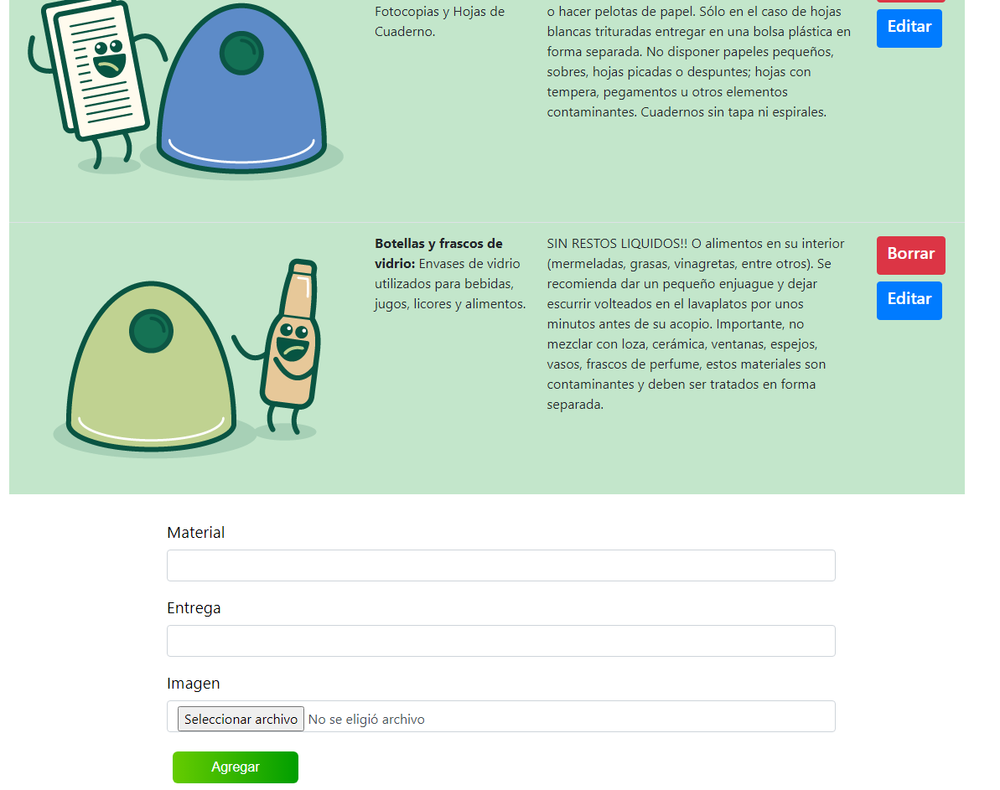 Fotocopias y Hojas de
Cuaderno.
o hacer pelotas de papel. Sólo en el caso de hojas
blancas trituradas entregar en una bolsa plástica en
forma separada. No disponer papeles pequeños,
sobres, hojas picadas o despuntes; hojas con
tempera, pegamentos u otros elementos
contaminantes. Cuadernos sin tapa ni espirales.
Editar
Botellas y frascos de
vidrio: Envases de vidrio
utilizados para bebidas,
jugos, licores y alimentos.
SIN RESTOS LIQUIDOS!! O alimentos en su interior
(mermeladas, grasas, vinagretas, entre otros). Se
recomienda dar un pequeño enjuague y dejar
escurrir volteados en el lavaplatos por unos
minutos antes de su acopio. Importante, no
mezclar con loza, cerámica, ventanas, espejos,
vasos, frascos de perfume, estos materiales son
contaminantes y deben ser tratados en forma
separada.
Borrar
Editar
Material
Entrega
Imagen
Seleccionar archivo No se eligió archivo
Agregar